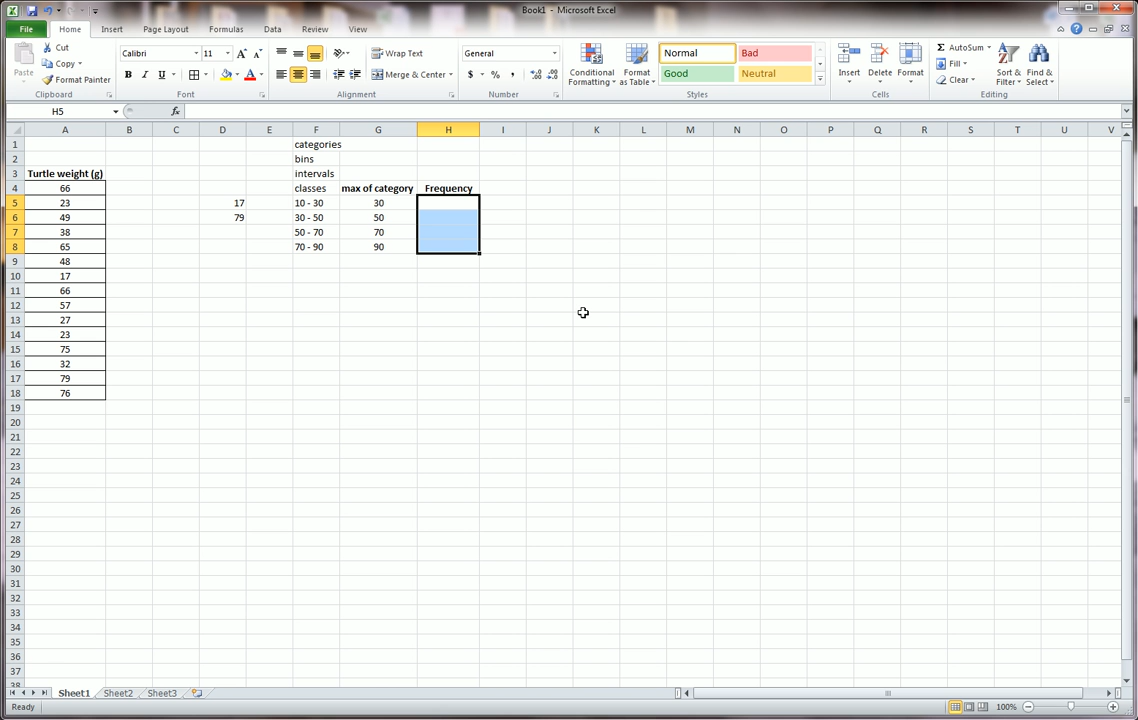 Book1 - Microsoft Excel
File Home Insert Page Layout Formulas Data Review View
Cut
Copy
Format Painter
Paste
Calibri 11
B I U
Wrap Text
Merge & Center
General
$ % ,
Conditional Formatting
Format as Table
Normal Bad
Good Neutral
Insert Delete Format
AutoSum
Fill
Clear
Sort & Filter
Find & Select
Clipboard Font Alignment Number Styles Cells Editing
H5 fx
A B C D E F G H I J K L M N O P Q R S T U V
1 categories
2 bins
3 Turtle weight (g) intervals
4 66 classes max of category Frequency
5 23 17 10 - 30 30
6 49 79 30 - 50 50
7 38 50 - 70 70
8 65 70 - 90 90
9 48
10 17
11 66
12 57
13 27
14 23
15 75
16 32
17 79
18 76
19
20
21
22
23
24
25
26
27
28
29
30
31
32
33
34
35
36
37
38
Sheet1 Sheet2 Sheet3
Ready 100%